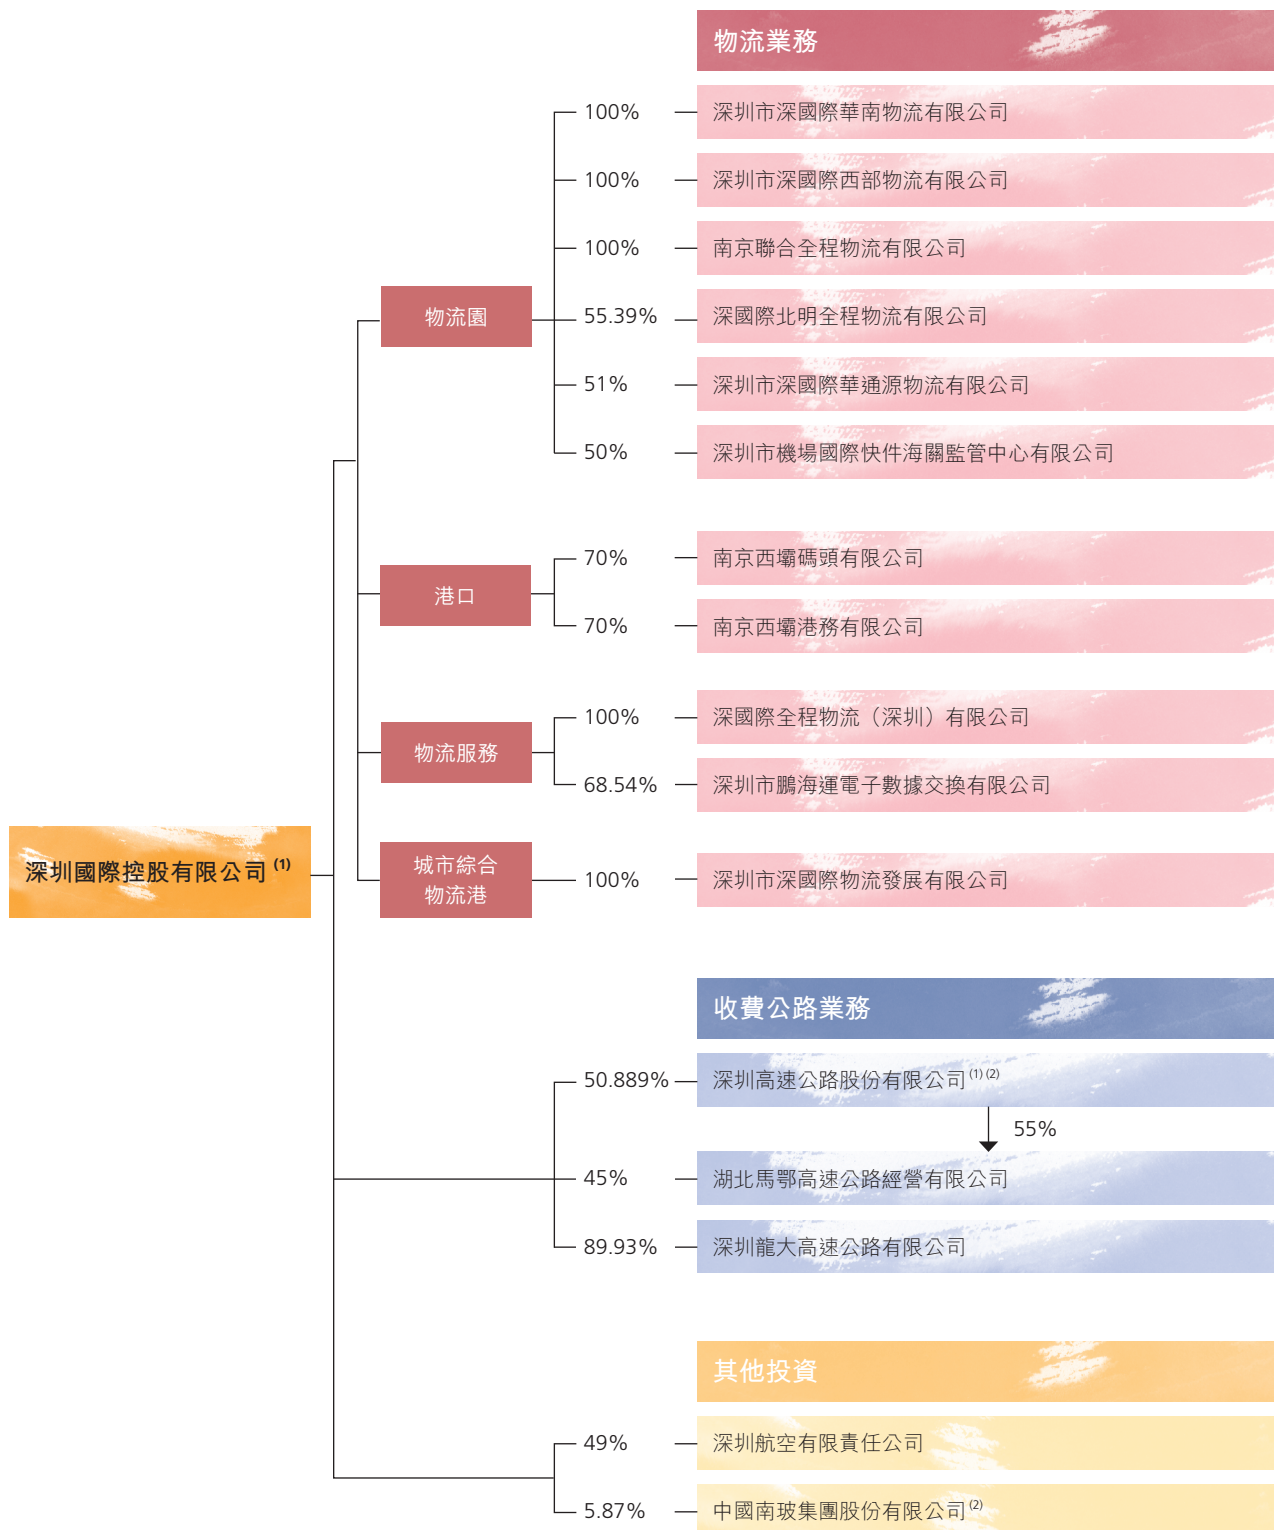 物流業務
100% 深圳市深國際華南物流有限公司
100% 深圳市深國際西部物流有限公司
100% 南京聯合全程物流有限公司
物流園
55.39% 深國際北明全程物流有限公司
51% 深圳市深國際華通源物流有限公司
50% 深圳市機場國際快件海關監管中心有限公司
港口
70% 南京西壩碼頭有限公司
70% 南京西壩港務有限公司
物流服務
100% 深國際全程物流（深圳）有限公司
68.54% 深圳市鵬海運電子數據交換有限公司
深圳國際控股有限公司 (1)
城市綜合
物流港
100% 深圳市深國際物流發展有限公司
收費公路業務
50.889% 深圳高速公路股份有限公司 (1) (2)
55%
45% 湖北馬鄂高速公路經營有限公司
89.93% 深圳龍大高速公路有限公司
其他投資
49% 深圳航空有限責任公司
5.87% 中國南玻集團股份有限公司 (2)